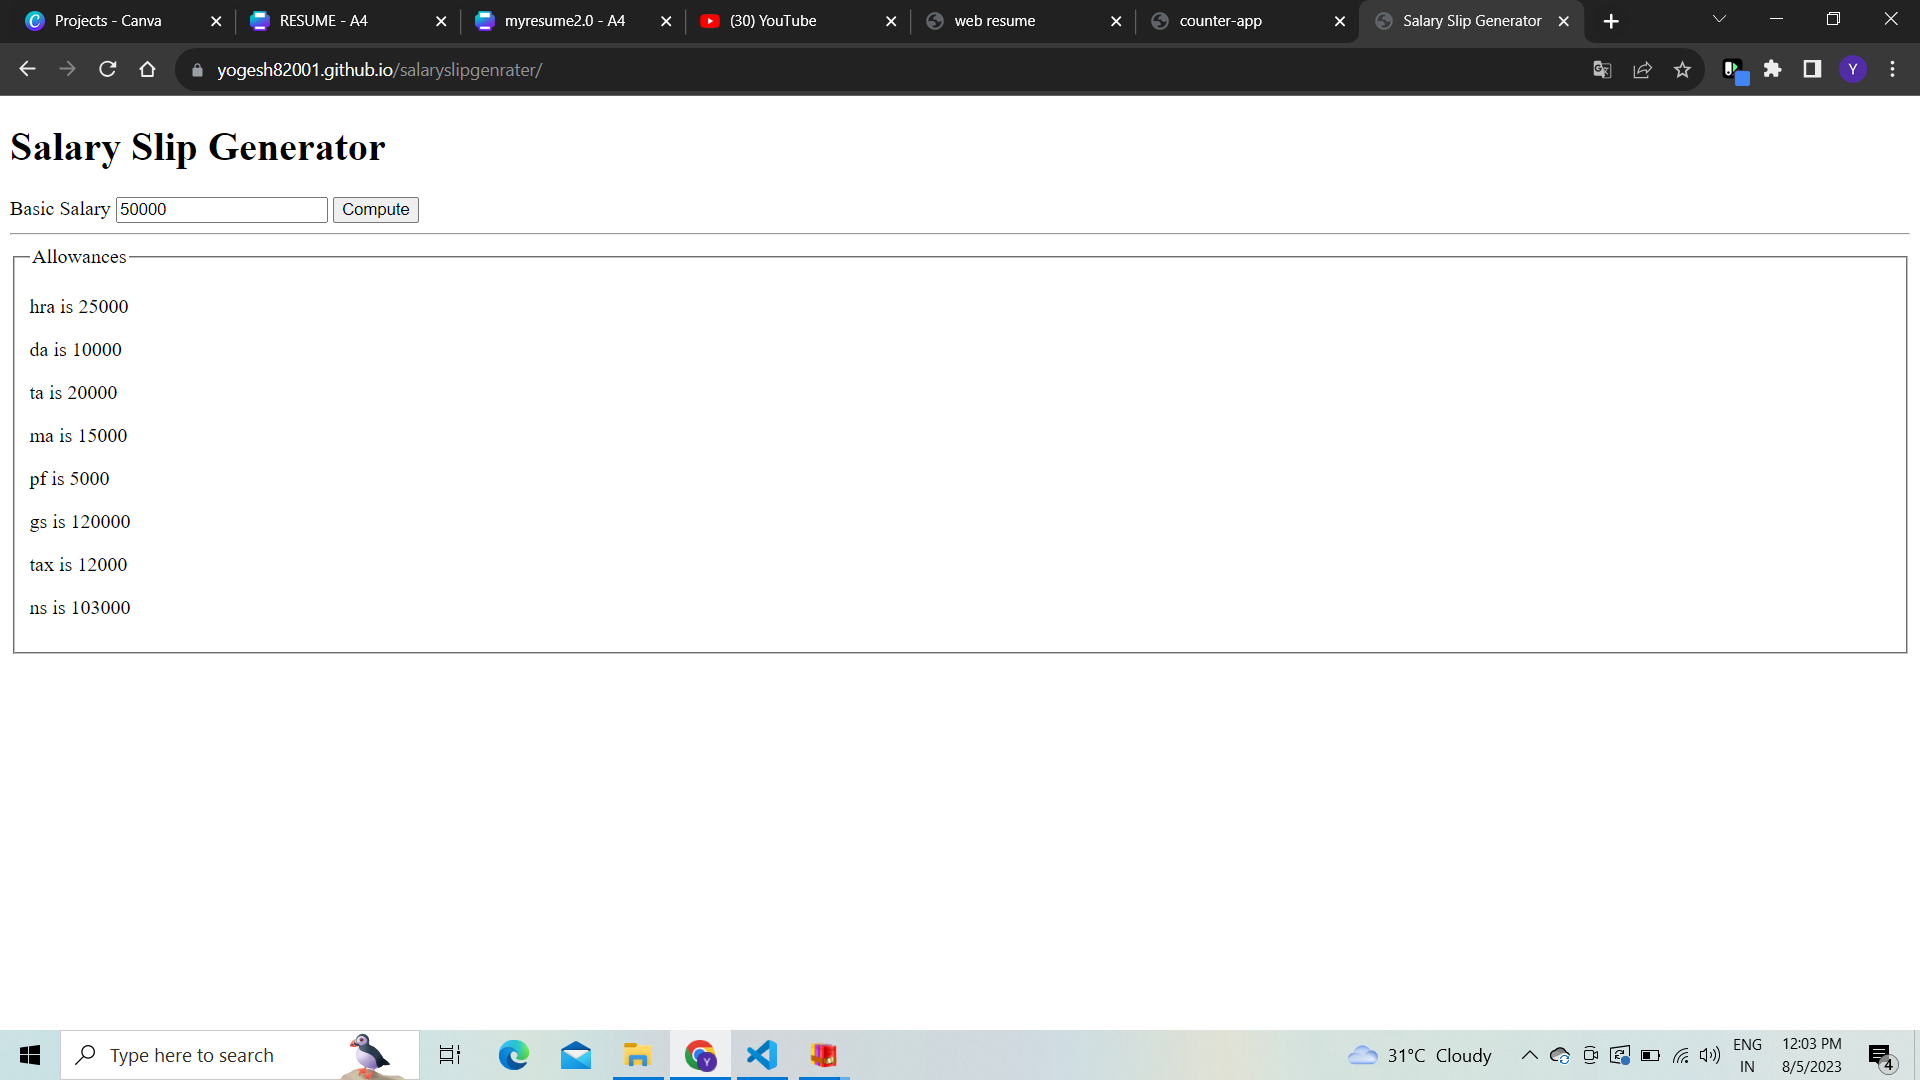 Projects - Canva
RESUME - A4
myresume2.0 - A4
(30) YouTube
web resume
counter-app
Salary Slip Generator
yogesh82001.github.io/salaryslipgenrater/
Y
Salary Slip Generator
Basic Salary 50000 Compute
Allowances
hra is 25000
da is 10000
ta is 20000
ma is 15000
pf is 5000
gs is 120000
tax is 12000
ns is 103000
Type here to search
Y
31°C Cloudy
ENG
IN
12:03 PM
8/5/2023
4